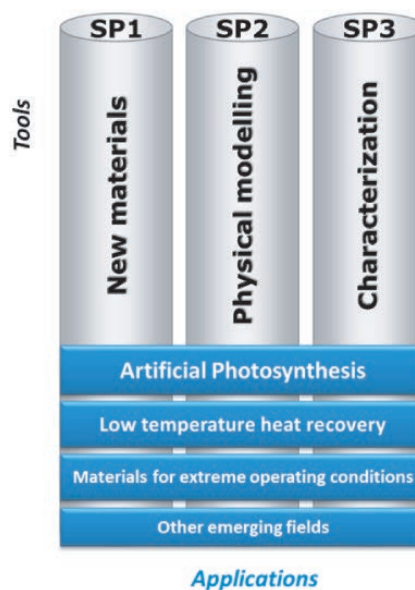 SP1 SP2 SP3
Tools
New materials
Physical modelling
Characterization
Artificial Photosynthesis
Low temperature heat recovery
Materials for extreme operating conditions
Other emerging fields
Applications